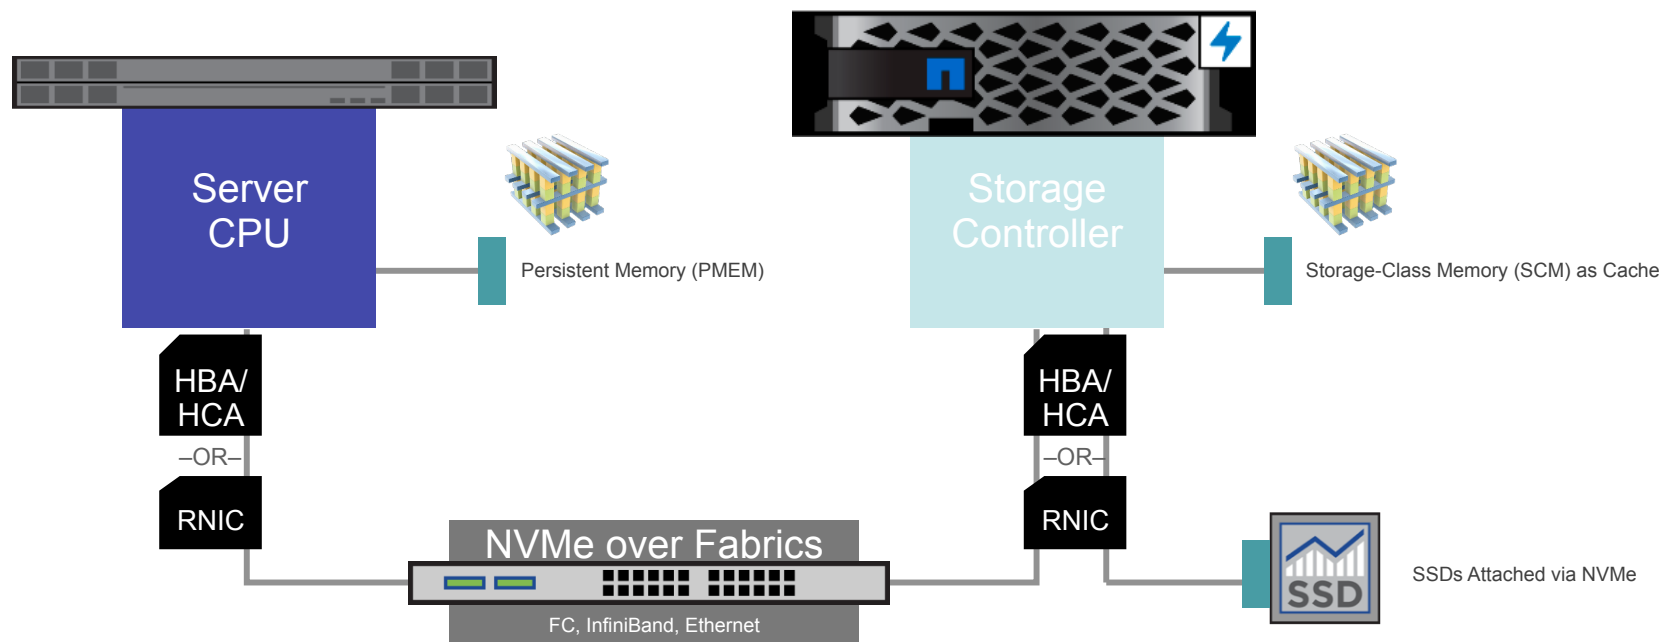 Server
CPU
Persistent Memory (PMEM)
Storage
Controller
Storage-Class Memory (SCM) as Cache
HBA/
HCA
–OR–
RNIC
NVMe over Fabrics
FC, InfiniBand, Ethernet
HBA/
HCA
–OR–
RNIC
SSD
SSDs Attached via NVMe